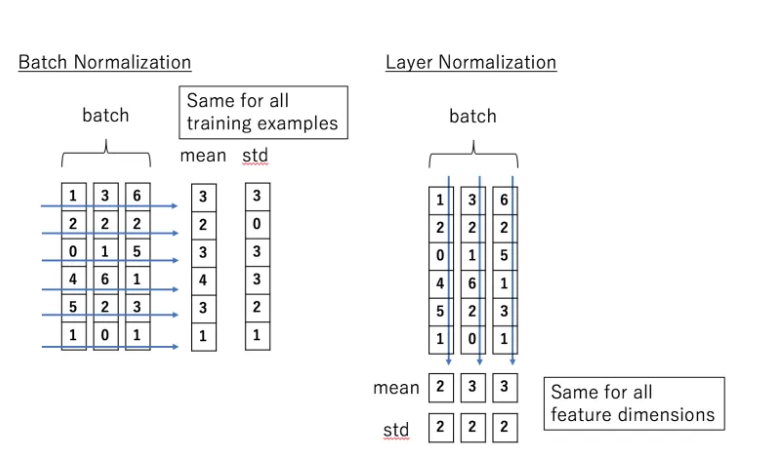 Batch Normalization
batch
Same for all
training examples
mean std
1 3 6 3 3
2 2 2 2 0
0 1 5 3 3
4 6 1 4 3
5 2 3 3 2
1 0 1 1 1
Layer Normalization
batch
1 3 6
2 2 2
0 1 5
4 6 1
5 2 3
1 0 1
mean 2 3 3
std 2 2 2
Same for all
feature dimensions